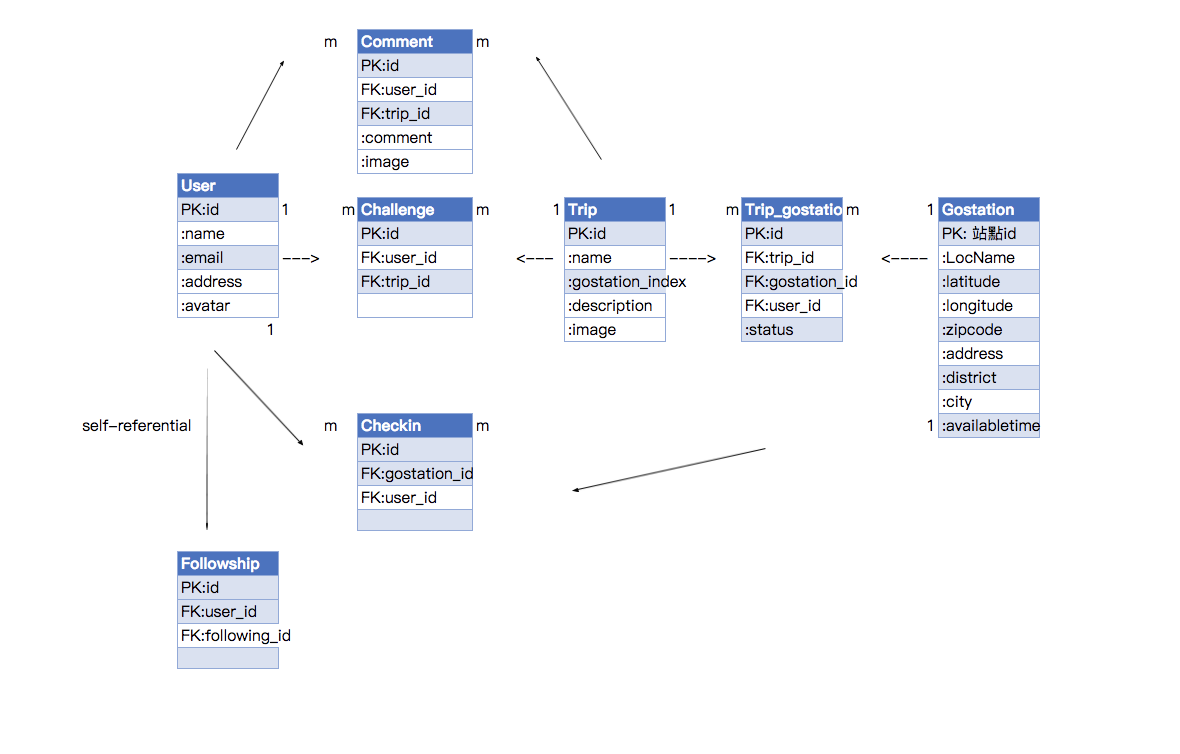 m
Comment
m
PK:id
FK:user_id
FK:trip_id
:comment
:image
User
PK:id
:name
:email
:address
:avatar
1
1
--->
m
Challenge
m
PK:id
FK:user_id
FK:trip_id
<---
1
Trip
1
PK:id
:name
:gostation_index
:description
:image
---->
m
Trip_gostatio
m
PK:id
FK:trip_id
FK:gostation_id
FK:user_id
:status
<----
1
Gostation
PK: 站點id
:LocName
:latitude
:longitude
:zipcode
:address
:district
:city
1
:availabletime
self-referential
m
Checkin
m
PK:id
FK:gostation_id
FK:user_id
Followship
PK:id
FK:user_id
FK:following_id